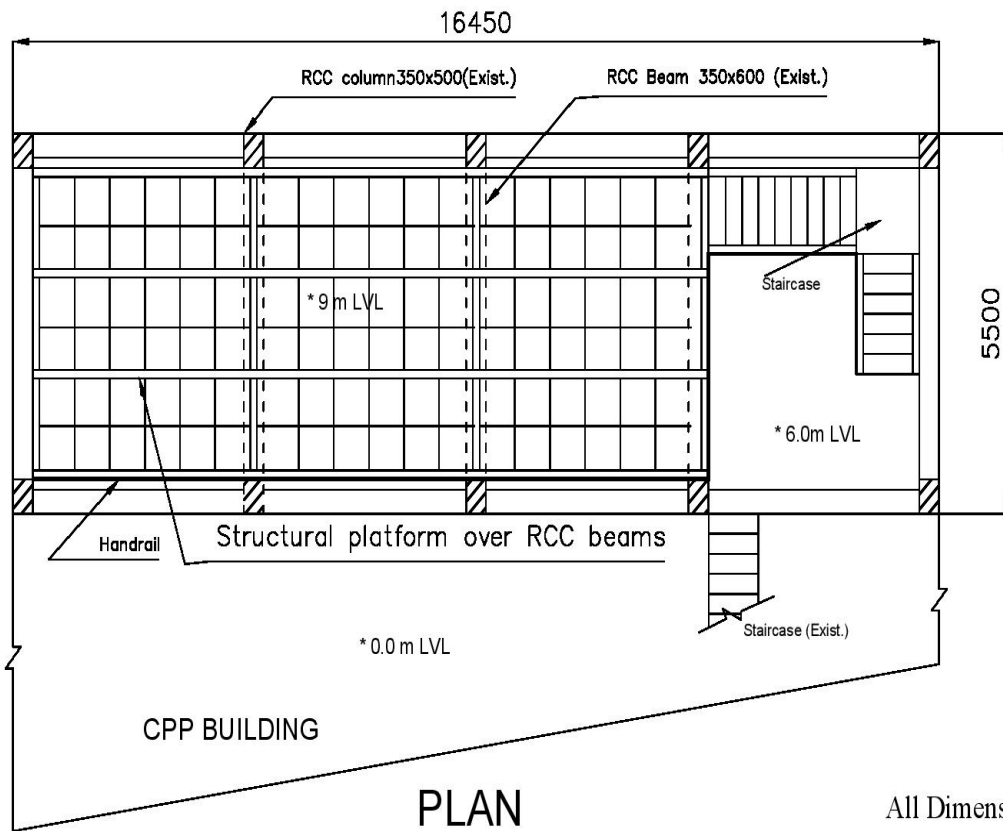 16450
RCC column350x500(Exist.)
RCC Beam 350x600 (Exist.)
Staircase
* 9 m LVL
5500
* 6.0m LVL
Handrail
Structural platform over RCC beams
Staircase (Exist.)
* 0.0 m LVL
CPP BUILDING
PLAN
All Dimens